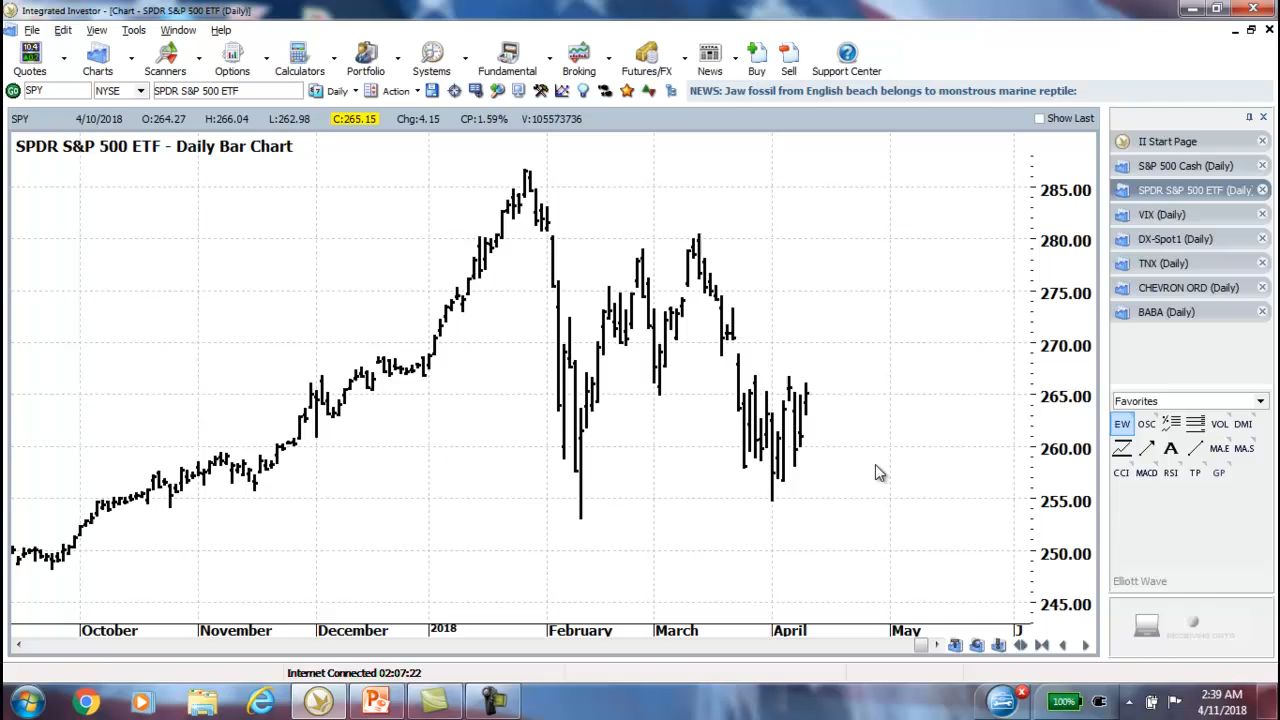 Integrated Investor - [Chart - SPDR S&P 500 ETF (Daily)]
File Edit View Tools Window Help
10.4
Quotes Charts Scanners Options Calculators Portfolio Systems Fundamental Broking Futures/FX News Buy Sell Support Center
GO SPY NYSE SPDR S&P 500 ETF Daily Action NEWS: Jaw fossil from English beach belongs to monstrous marine reptile:
SPY 4/10/2018 O:264.27 H:266.04 L:262.98 C:265.15 Chg:4.15 CP:1.59% V:105573736 Show Last
SPDR S&P 500 ETF - Daily Bar Chart
285.00
280.00
275.00
270.00
265.00
260.00
255.00
250.00
245.00
October November December 2018 February March April May J
II Start Page
S&P 500 Cash (Daily)
SPDR S&P 500 ETF (Daily)
VIX (Daily)
DX-Spot1 (Daily)
TNX (Daily)
CHEVRON ORD (Daily)
BABA (Daily)
Favorites
EW OSC VOL DMI
A MA.E MA.S
CCI MACD RSI TP GP
Elliott Wave
RECEIVING DATA
Internet Connected 02:07:22
100%
2:39 AM
4/11/2018